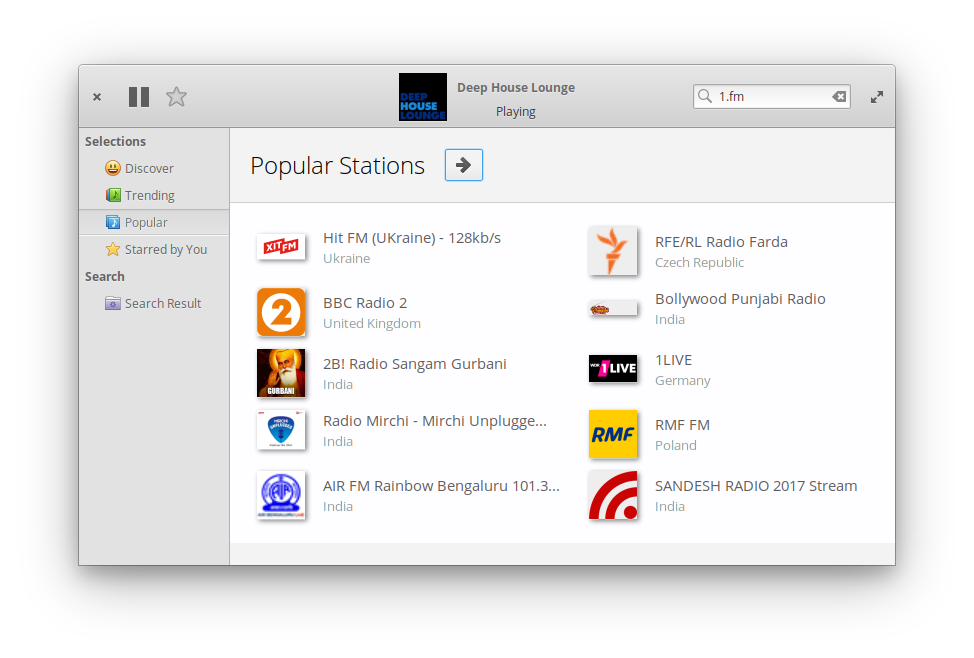 DEEP
HOUSE
LOUNGE
Deep House Lounge
Playing
1.fm
Selections
Discover
Trending
Popular
Starred by You
Search
Search Result
Popular Stations
XIT FM
Hit FM (UKraine) - 128kb/s
Ukraine
RFE/RL Radio Farda
Czech Republic
2
BBC Radio 2
United Kingdom
Bollywood Punjabi Radio
India
GURBANI
2B! Radio Sangam Gurbani
India
WDR 1LIVE
1LIVE
Germany
MIRCHI
UNPLUGGED
Radio Mirchi - Mirchi Unplugge...
India
RMF
RMF FM
Poland
AIR
AIR FM Rainbow Bengaluru 101.3...
India
SANDESH RADIO 2017 Stream
India